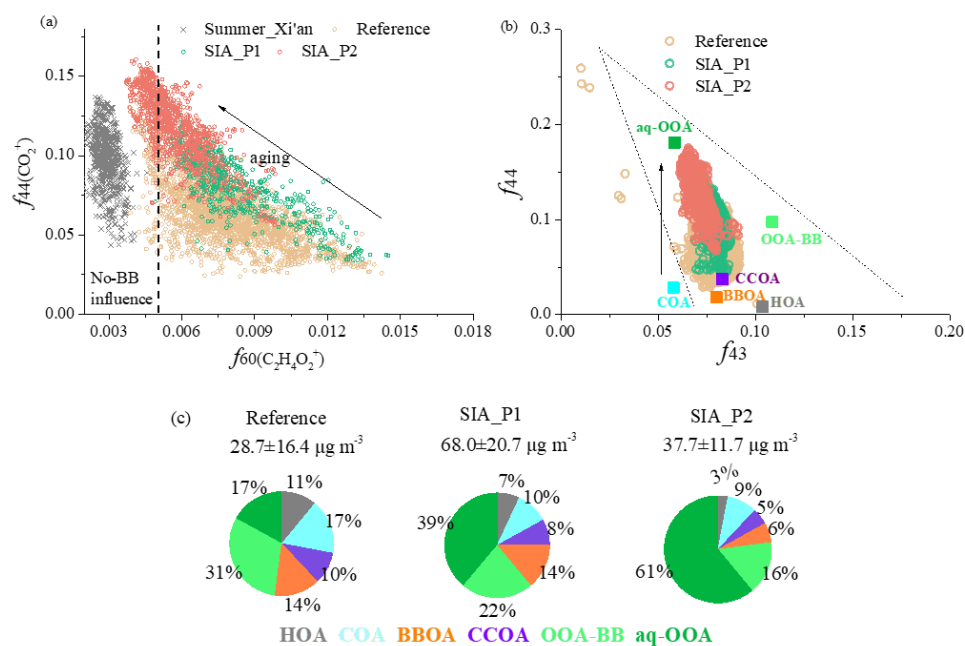 (a)
× Summer_Xi'an ○ Reference
○ SIA_P1 ○ SIA_P2
f44(CO₂⁺)
0.15
0.10
0.05
0.00
aging
No-BB
influence
0.003 0.006 0.009 0.012 0.015 0.018
f60(C₂H₄O₂⁺)
(b)
Reference
SIA_P1
SIA_P2
f44
0.3
0.2
0.1
0.0
aq-OOA
OOA-BB
CCOA
COA
BBOA
HOA
0.00 0.05 0.10 0.15 0.20
f43
(c)
Reference
28.7±16.4 μg m⁻³
11%
17%
10%
14%
31%
17%
SIA_P1
68.0±20.7 μg m⁻³
7%
10%
8%
14%
22%
39%
SIA_P2
37.7±11.7 μg m⁻³
3%
9%
5%
6%
16%
61%
HOA COA BBOA CCOA OOA-BB aq-OOA